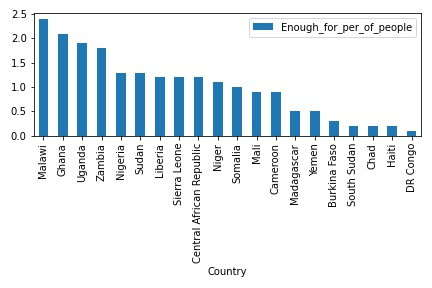 Enough_for_per_of_people
2.5
2.0
1.5
1.0
0.5
0.0
Malawi
Ghana
Uganda
Zambia
Nigeria
Sudan
Liberia
Sierra Leone
Central African Republic
Niger
Somalia
Mali
Cameroon
Madagascar
Yemen
Burkina Faso
South Sudan
Chad
Haiti
DR Congo
Country